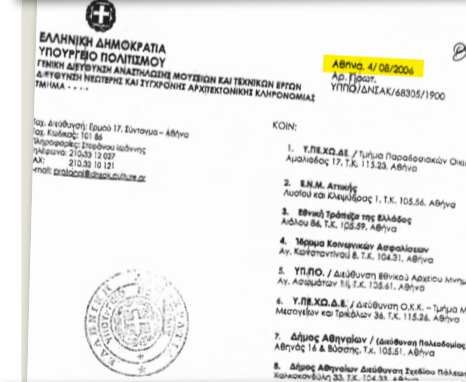 ΕΛΛΗΝΙΚΗ ΔΗΜΟΚΡΑΤΙΑ
ΥΠΟΥΡΓΕΙΟ ΠΟΛΙΤΙΣΜΟΥ
ΓΕΝΙΚΗ ΔΙΕΥΘΥΝΣΗ ΑΝΑΣΤΗΛΩΣΗΣ ΜΟΥΣΕΙΩΝ ΚΑΙ ΤΕΧΝΙΚΩΝ ΕΡΓΩΝ
ΔΙΕΥΘΥΝΣΗ ΝΕΩΤΕΡΗΣ ΚΑΙ ΣΥΓΧΡΟΝΗΣ ΑΡΧΙΤΕΚΤΟΝΙΚΗΣ ΚΛΗΡΟΝΟΜΙΑΣ
ΤΜΗΜΑ - - - -
Αθήνα, 4/ 08/2006
Αρ. Πρωτ.
ΥΠΠΟ/ΔΝΣΑΚ/68305/1900
Ταχ. Διεύθυνση: Ερμού 17, Σύνταγμα – Αθήνα
Ταχ. Κώδικας: 101 86
Πληροφορίες: Στεφάνου Ιωάννης
Τηλέφωνο: 210.33 12 027
FAX: 210.32 10 121
ΚΟΙΝ:
1. Υ.ΠΕ.ΧΩ.ΔΕ / Τμήμα Παραδοσιακών Οικι
Αμαλιάδος 17, Τ.Κ. 115.23, Αθήνα
2. Ε.Ν.Μ. Αττικής
Λυσίου και Κλεψύδρας 1, Τ.Κ. 105.56, Αθήνα
3. Εθνική Τράπεζα της Ελλάδος
Αιόλου 86, Τ.Κ. 105.59, Αθήνα
4. Ίδρυμα Κοινωνικών Ασφαλίσεων
Αγ. Κωνσταντίνου 8, Τ.Κ. 104.31, Αθήνα
5. ΥΠ.ΠΟ. / Διεύθυνση Εθνικού Αρχείου Μνημ
Αγ. Ασωμάτων 11, Τ.Κ. 105.61, Αθήνα
6. Υ.ΠΕ.ΧΩ.Δ.Ε. / Διεύθυνση Ο.Κ.Κ. – Τμήμα Μ
Μεσογείων και Τρικάλων 36, Τ.Κ. 115.26, Αθήνα
7. Δήμος Αθηναίων / (Διεύθυνση Πολεοδομίας
Αθηνάς 16 & Βύσσης, Τ.Κ. 105.51, Αθήνα
8. Δήμος Αθηναίων Διεύθυνση Σχεδίου Πόλεω
Χαλκοκονδύλη 33, Τ.Κ. 104.33, Αθήνα